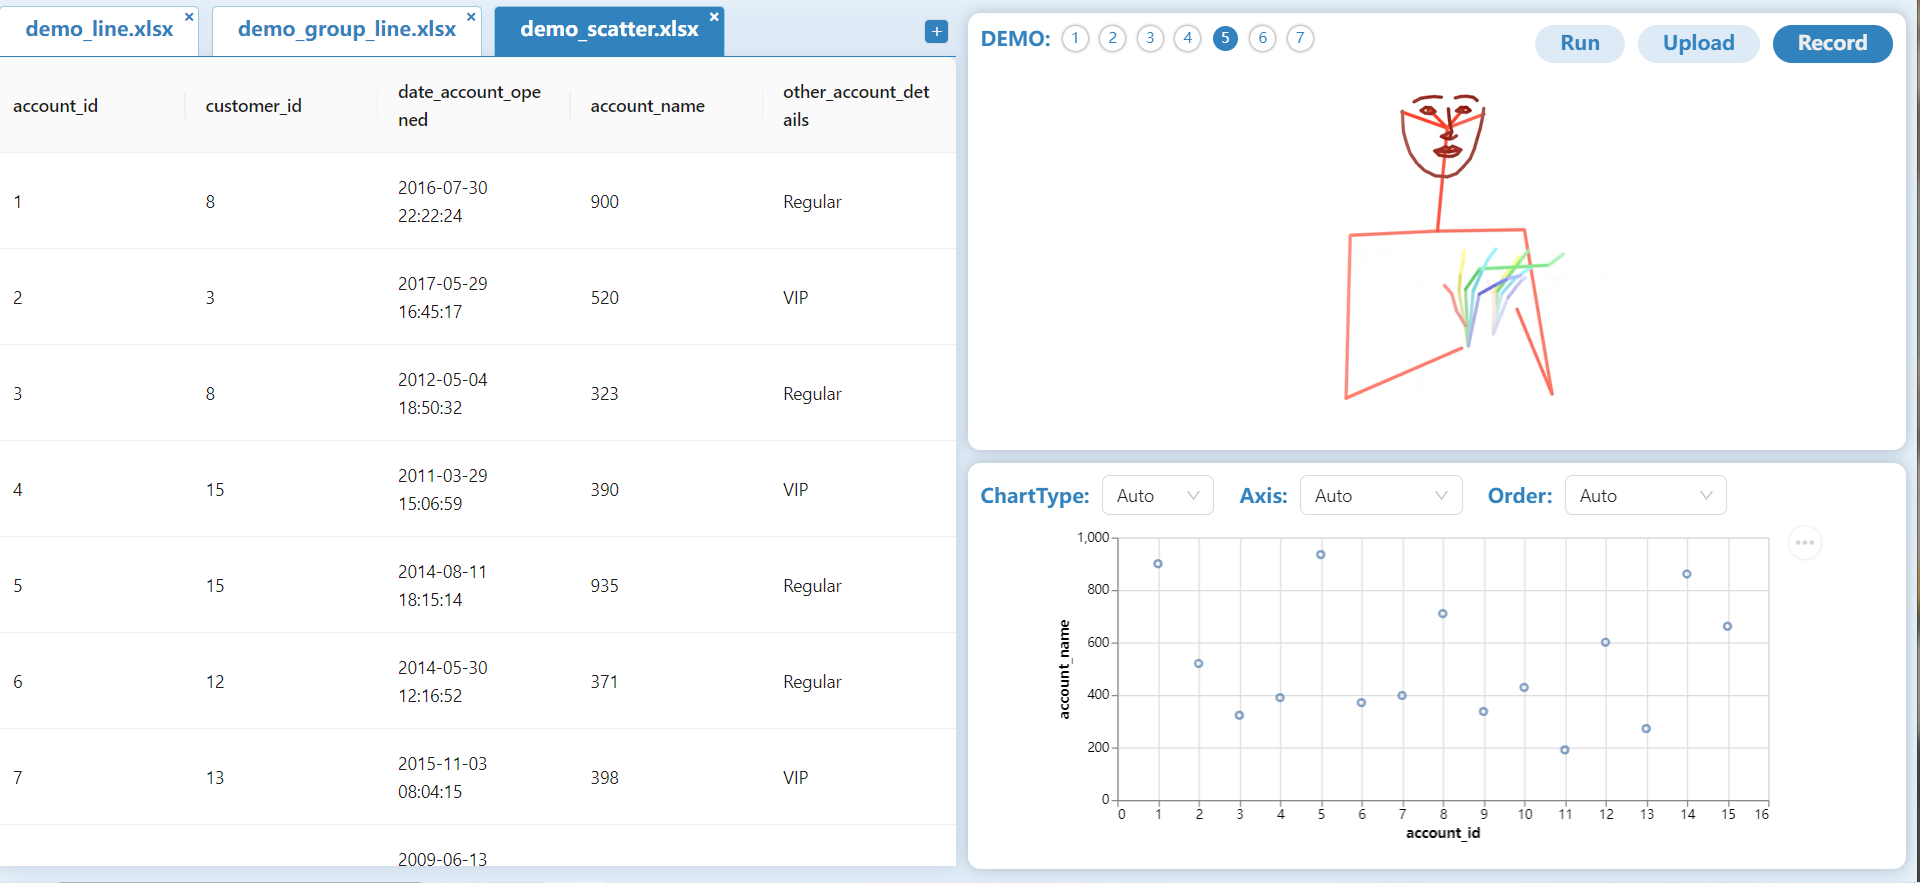 demo_line.xlsx × demo_group_line.xlsx × demo_scatter.xlsx × +
account_id customer_id date_account_ope account_name other_account_det
ned ails
1 8 2016-07-30 900 Regular
22:22:24
2 3 2017-05-29 520 VIP
16:45:17
3 8 2012-05-04 323 Regular
18:50:32
4 15 2011-03-29 390 VIP
15:06:59
5 15 2014-08-11 935 Regular
18:15:14
6 12 2014-05-30 371 Regular
12:16:52
7 13 2015-11-03 398 VIP
08:04:15
2009-06-13
DEMO: 1 2 3 4 5 6 7 Run Upload Record
ChartType: Auto Axis: Auto Order: Auto
1,000
800
600
400
200
0
account_name
0 1 2 3 4 5 6 7 8 9 10 11 12 13 14 15 16
account_id